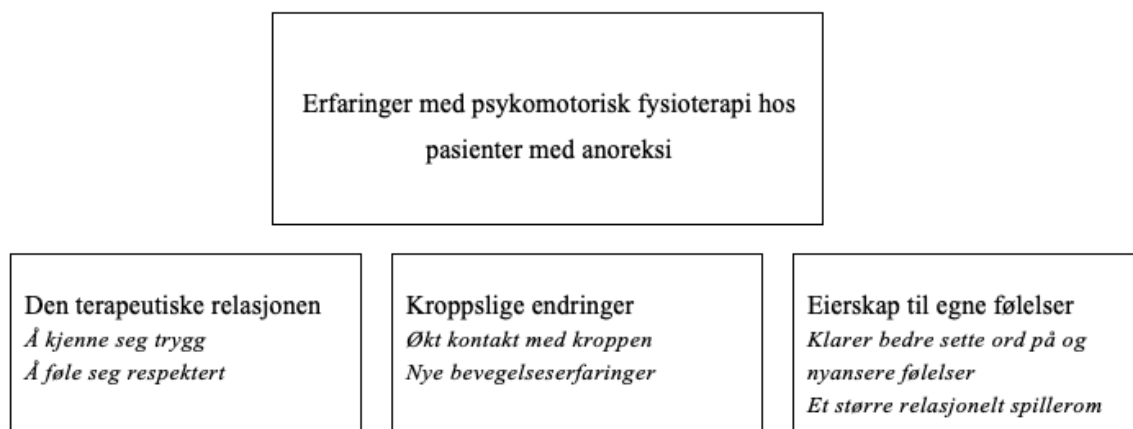 Erfaringer med psykomotorisk fysioterapi hos
pasienter med anoreksi
Den terapeutiske relasjonen
Å kjenne seg trygg
Å føle seg respektert
Kroppslige endringer
Økt kontakt med kroppen
Nye bevegelseserfaringer
Eierskap til egne følelser
Klarer bedre sette ord på og
nyansere følelser
Et større relasjonelt spillerom